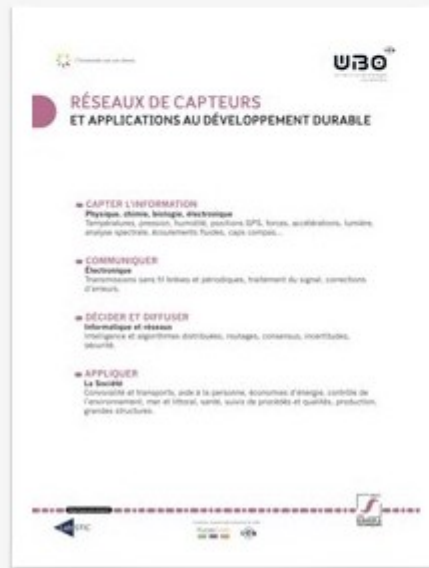 UBO
RÉSEAUX DE CAPTEURS
ET APPLICATIONS AU DÉVELOPPEMENT DURABLE
CAPTER L'INFORMATION
Physique, chimie, biologie, électronique
Températures, pression, humidité, positions GPS, forces, accélérations, lumière,
analyse spectrale, écoulements fluides, caps compas...
COMMUNIQUER
Électronique
Transmissions sans fil brèves et périodiques, traitement du signal, corrections
d'erreurs.
DÉCIDER ET DIFFUSER
Informatique et réseaux
Intelligence et algorithmes distribuées, routages, consensus, incertitudes,
sécurité.
APPLIQUER
La Société
Convivialité et transports, aide à la personne, économies d'énergie, contrôle de
l'environnement, mer et littoral, santé, suivis de procédés et qualités, production,
grandes structures.